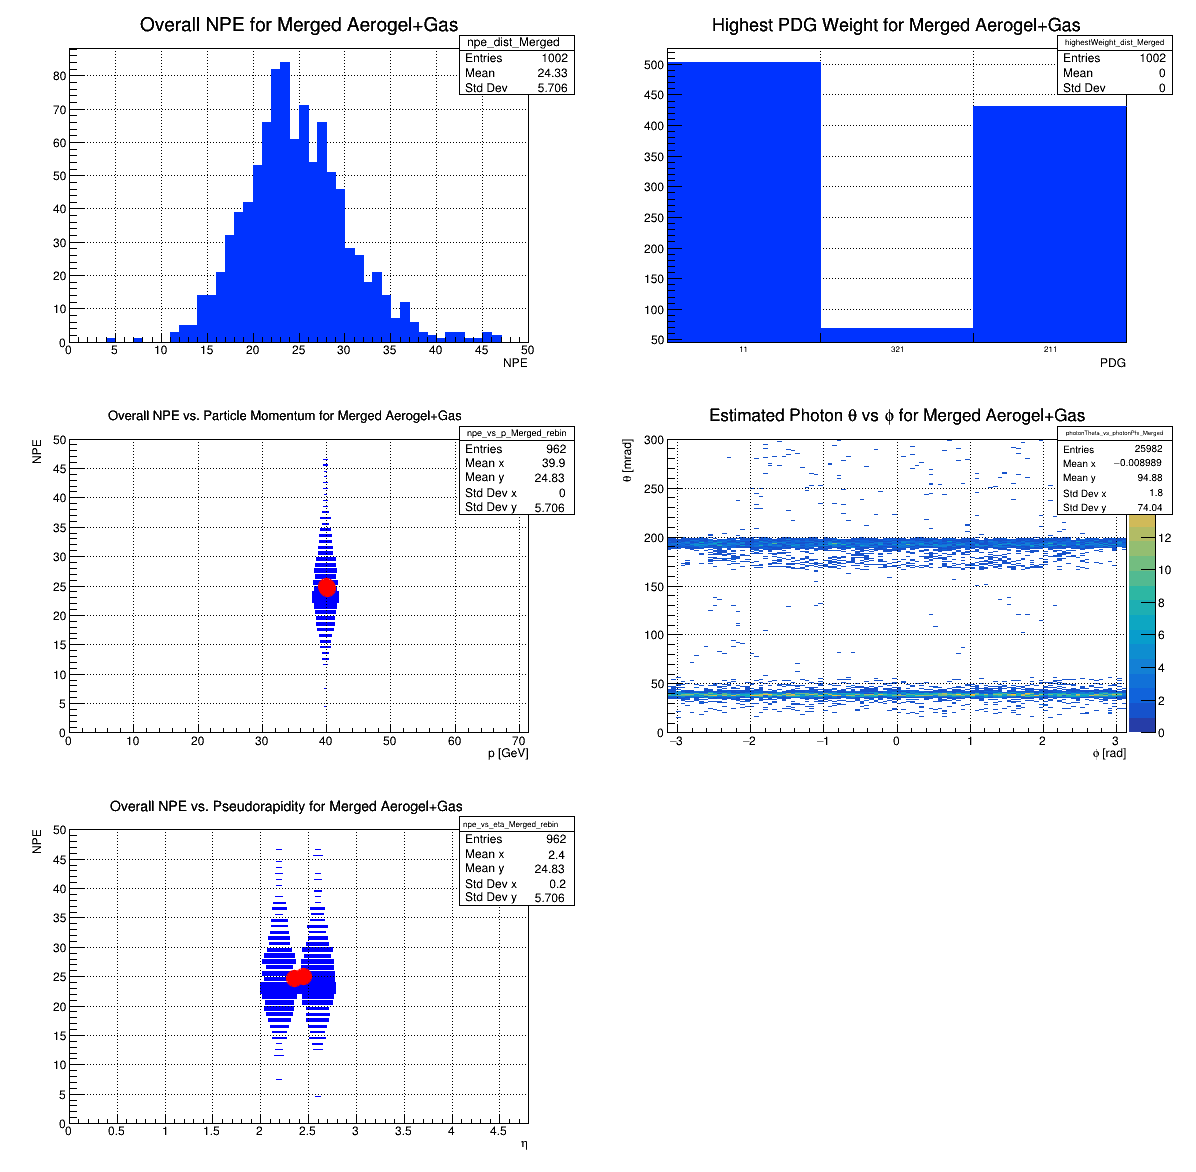 Overall NPE for Merged Aerogel+Gas
npe_dist_Merged
Entries 1002
Mean 24.33
Std Dev 5.706
80
70
60
50
40
30
20
10
0
0 5 10 15 20 25 30 35 40 45 50
NPE
Highest PDG Weight for Merged Aerogel+Gas
highestWeight_dist_Merged
Entries 1002
Mean 0
Std Dev 0
500
450
400
350
300
250
200
150
100
50
11 321 211
PDG
Overall NPE vs. Particle Momentum for Merged Aerogel+Gas
npe_vs_p_Merged_rebin
Entries 962
Mean x 39.9
Mean y 24.83
Std Dev x 0
Std Dev y 5.706
NPE
50
45
40
35
30
25
20
15
10
5
0
0 10 20 30 40 50 60 70
p [GeV]
Estimated Photon θ vs ϕ for Merged Aerogel+Gas
photonTheta_vs_photonPhi_Merged
Entries 25982
Mean x −0.008989
Mean y 94.88
Std Dev x 1.8
Std Dev y 74.04
θ [mrad]
300
250
200
150
100
50
0
−3 −2 −1 0 1 2 3
ϕ [rad]
12
10
8
6
4
2
0
Overall NPE vs. Pseudorapidity for Merged Aerogel+Gas
npe_vs_eta_Merged_rebin
Entries 962
Mean x 2.4
Mean y 24.83
Std Dev x 0.2
Std Dev y 5.706
NPE
50
45
40
35
30
25
20
15
10
5
0
0 0.5 1 1.5 2 2.5 3 3.5 4 4.5
η